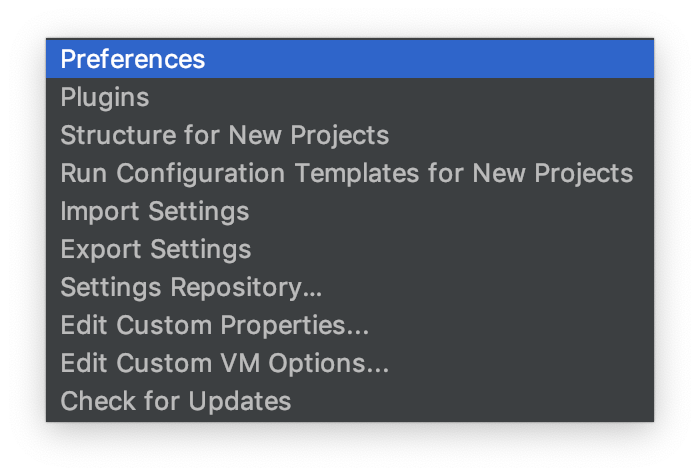 Preferences
Plugins
Structure for New Projects
Run Configuration Templates for New Projects
Import Settings
Export Settings
Settings Repository...
Edit Custom Properties...
Edit Custom VM Options...
Check for Updates